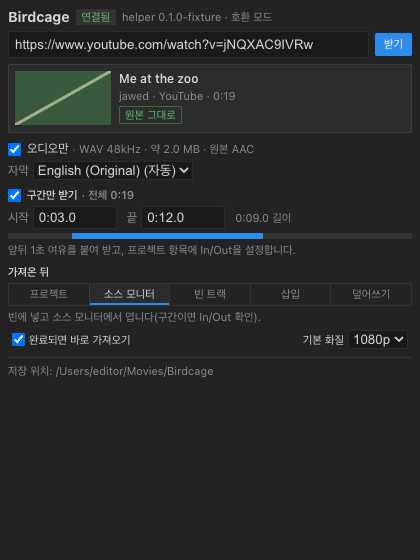 Birdcage 연결됨 helper 0.1.0-fixture · 호환 모드
https://www.youtube.com/watch?v=jNQXAC9IVRw 받기
Me at the zoo
jawed · YouTube · 0:19
원본 그대로
오디오만 · WAV 48kHz · 약 2.0 MB · 원본 AAC
자막 English (Original) (자동)
구간만 받기 · 전체 0:19
시작 0:03.0 끝 0:12.0 0:09.0 길이
앞뒤 1초 여유를 붙여 받고, 프로젝트 항목에 In/Out을 설정합니다.
가져온 뒤
프로젝트 소스 모니터 빈 트랙 삽입 덮어쓰기
빈에 넣고 소스 모니터에서 엽니다(구간이면 In/Out 확인).
완료되면 바로 가져오기 기본 화질 1080p
저장 위치: /Users/editor/Movies/Birdcage